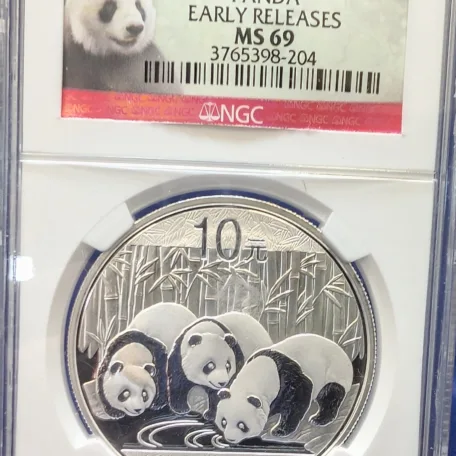 PANDA
EARLY RELEASES
MS 69
3765398-204
NGC
10元